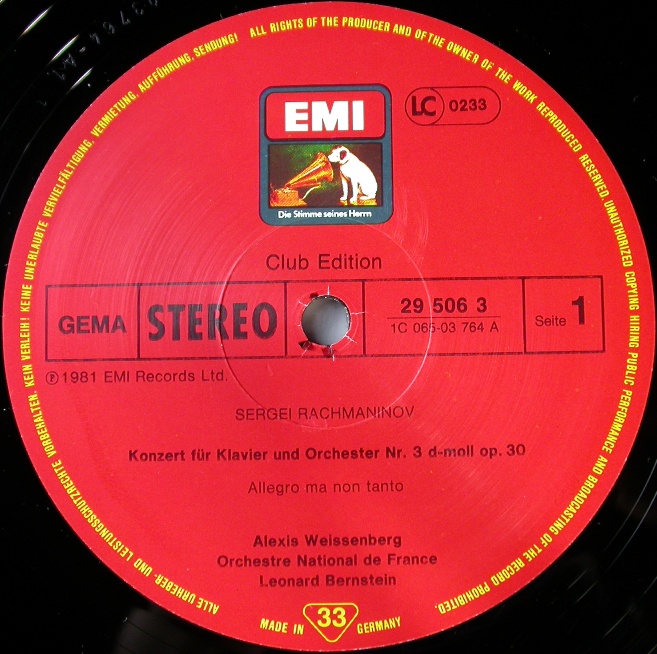 ALL RIGHTS OF THE PRODUCER AND OF THE OWNER OF THE WORK REPRODUCED RESERVED. UNAUTHORIZED COPYING HIRING PUBLIC PERFORMANCE AND BROADCASTING OF THE RECORD PROHIBITED.
ALLE URHEBER- UND LEISTUNGSSCHUTZRECHTE VORBEHALTEN. KEIN VERLEIH! KEINE UNERLAUBTE VERVIELFÄLTIGUNG, VERMIETUNG, AUFFÜHRUNG, SENDUNG!
EMI
LC 0233
Die Stimme seines Herrn
Club Edition
GEMA STEREO
29 506 3
1C 065-03 764 A
Seite 1
℗ 1981 EMI Records Ltd.
SERGEI RACHMANINOV
Konzert für Klavier und Orchester Nr. 3 d-moll op. 30
Allegro ma non tanto
Alexis Weissenberg
Orchestre National de France
Leonard Bernstein
MADE IN 33 GERMANY